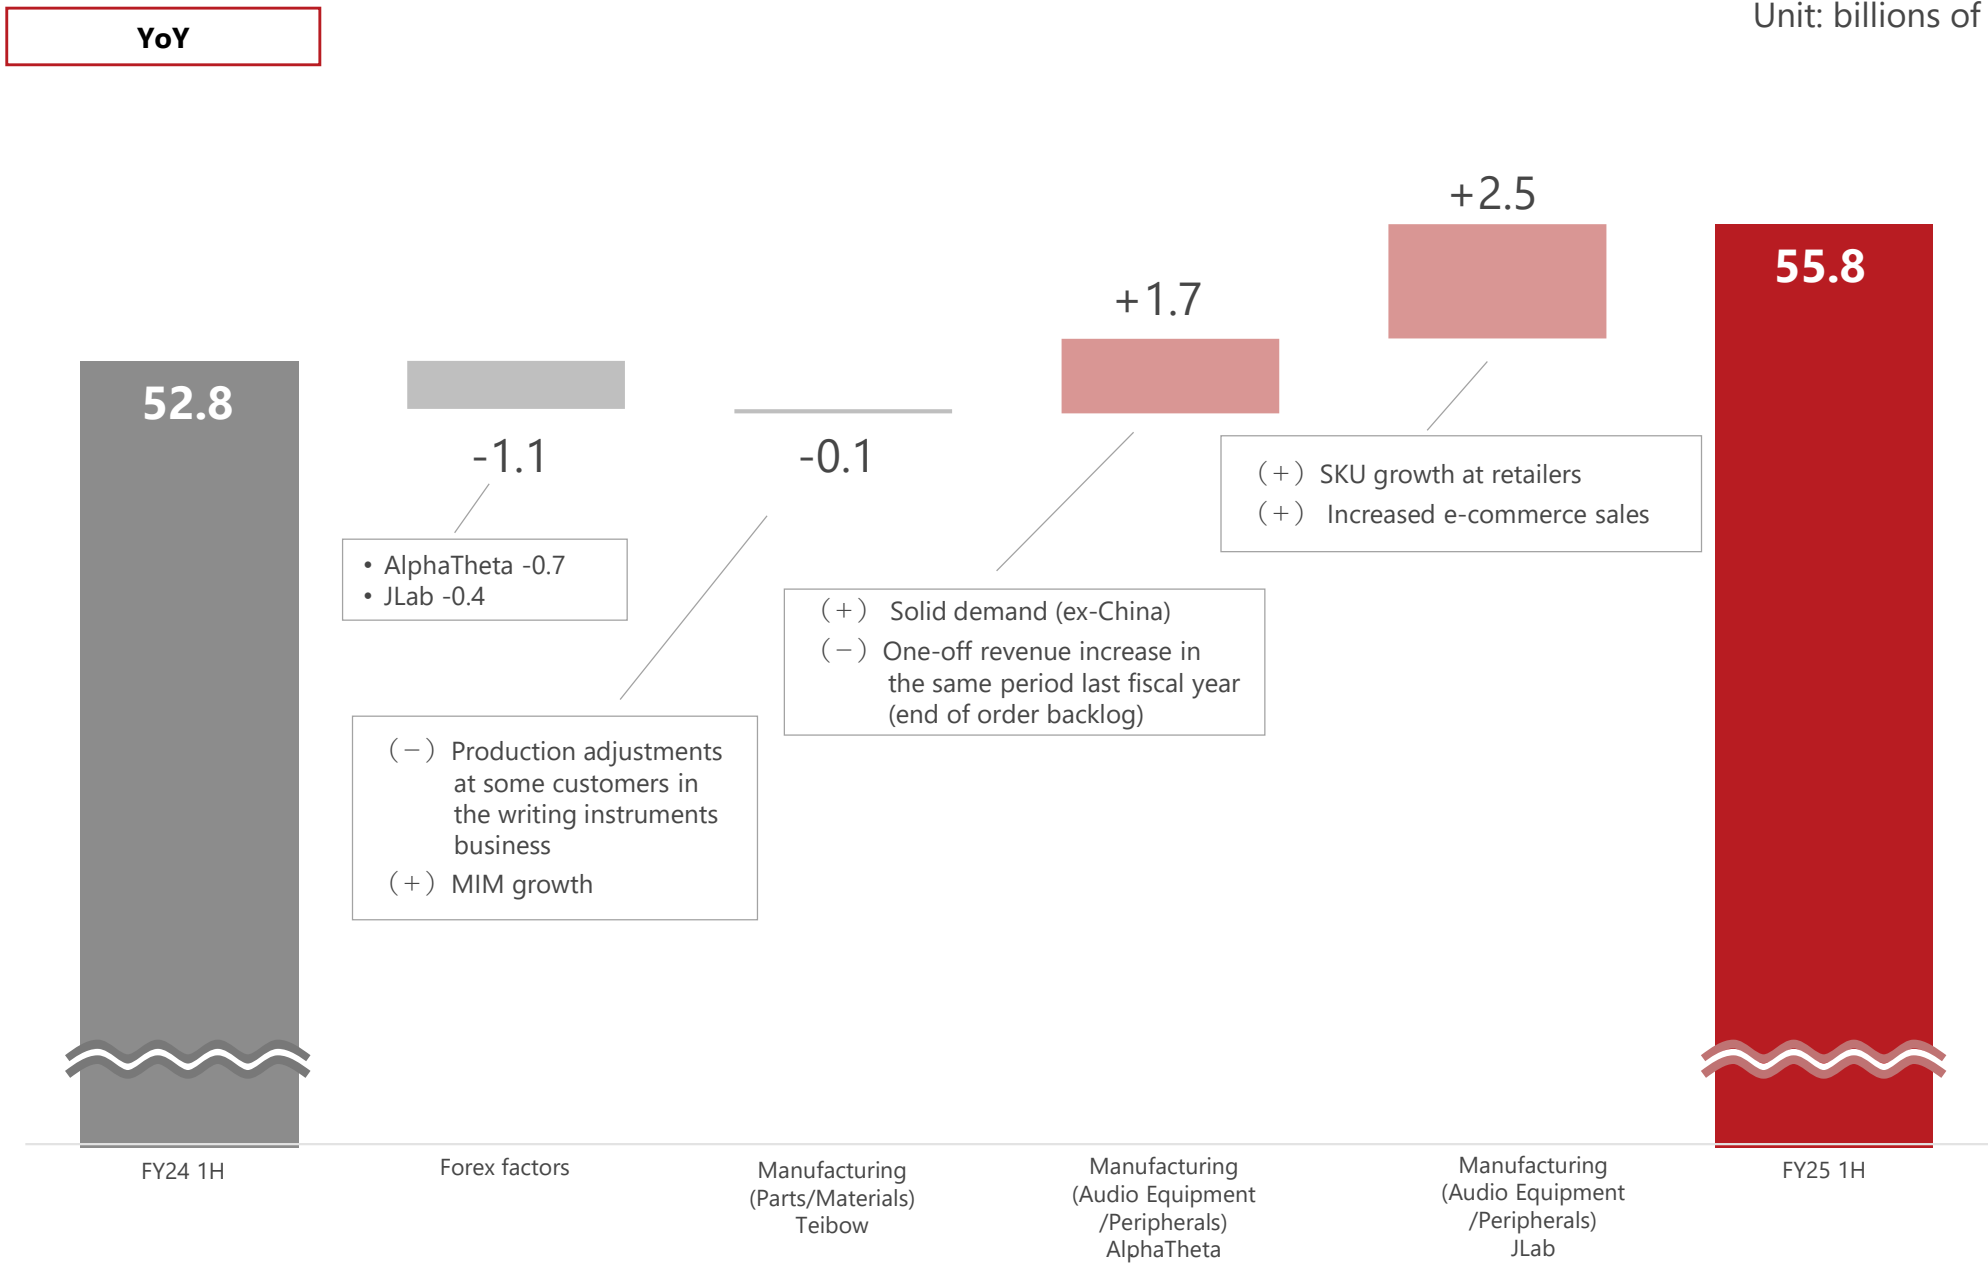 YoY
Unit: billions of
+2.5
55.8
+1.7
52.8
-1.1
-0.1
(+) SKU growth at retailers
(+) Increased e-commerce sales
• AlphaTheta -0.7
• JLab -0.4
(+) Solid demand (ex-China)
(−) One-off revenue increase in
the same period last fiscal year
(end of order backlog)
(−) Production adjustments
at some customers in
the writing instruments
business
(+) MIM growth
FY24 1H
Forex factors
Manufacturing
(Parts/Materials)
Teibow
Manufacturing
(Audio Equipment
/Peripherals)
AlphaTheta
Manufacturing
(Audio Equipment
/Peripherals)
JLab
FY25 1H